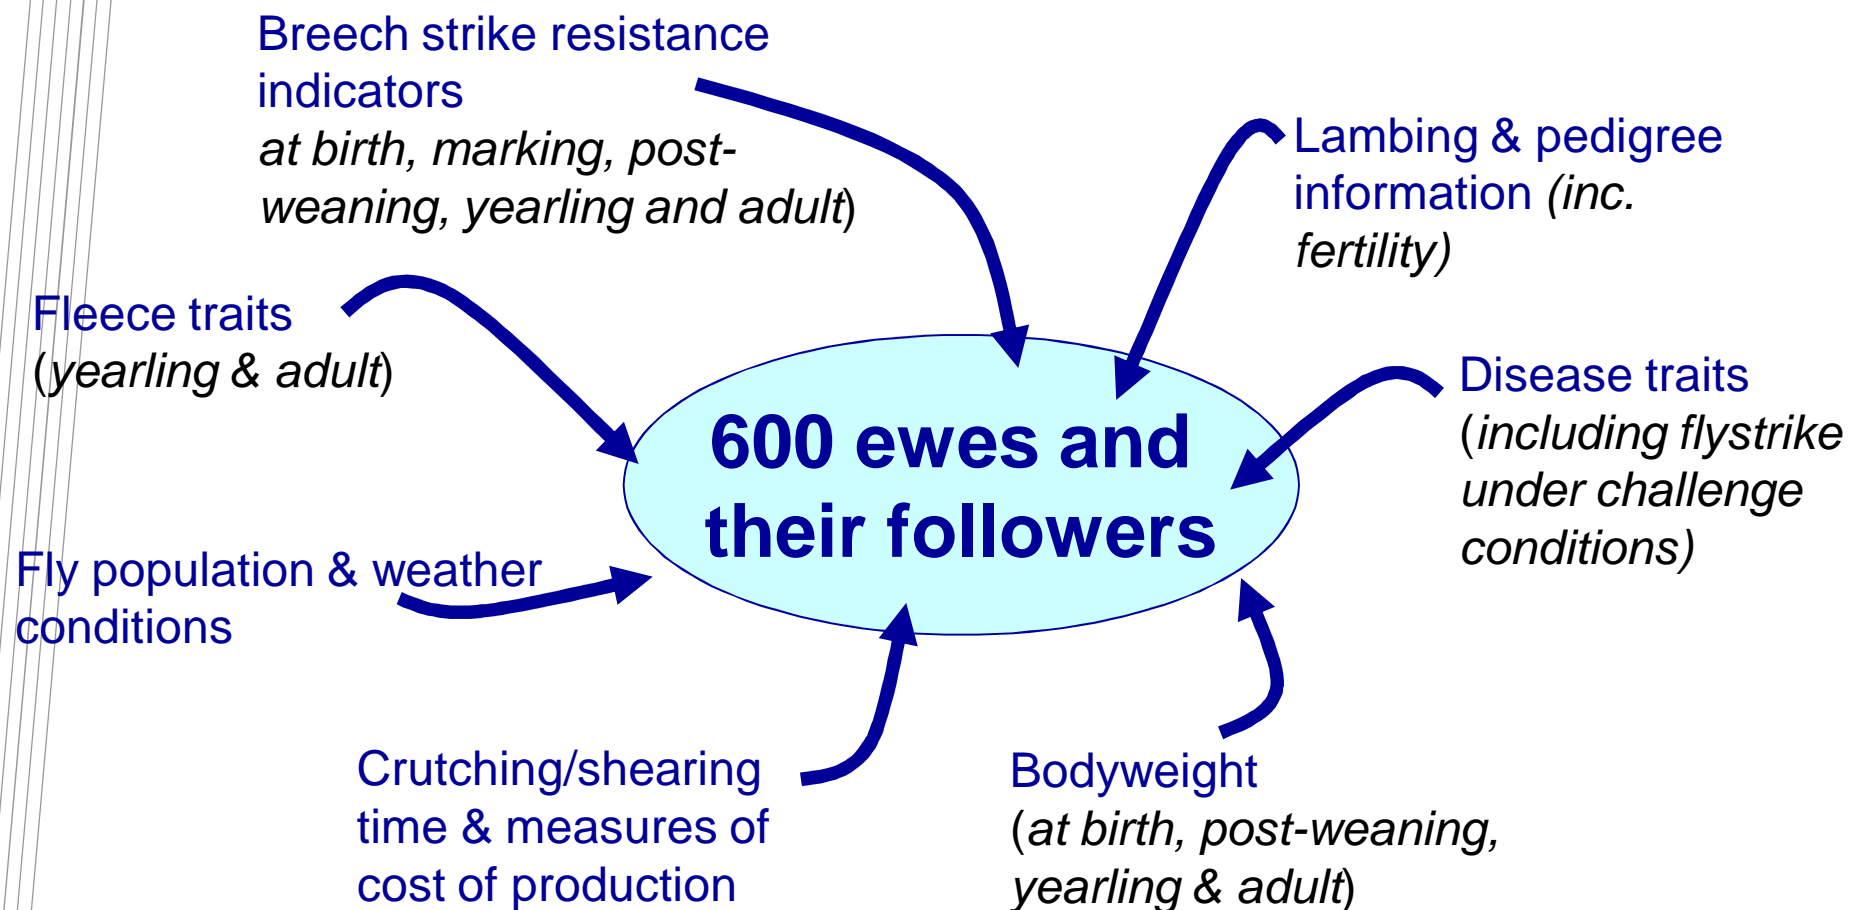 Breech strike resistance
indicators
at birth, marking, post-
weaning, yearling and adult)
Lambing & pedigree
information (inc.
fertility)
Fleece traits
(yearling & adult)
Disease traits
(including flystrike
under challenge
conditions)
600 ewes and
their followers
Fly population & weather
conditions
Crutching/shearing
time & measures of
cost of production
Bodyweight
(at birth, post-weaning,
yearling & adult)